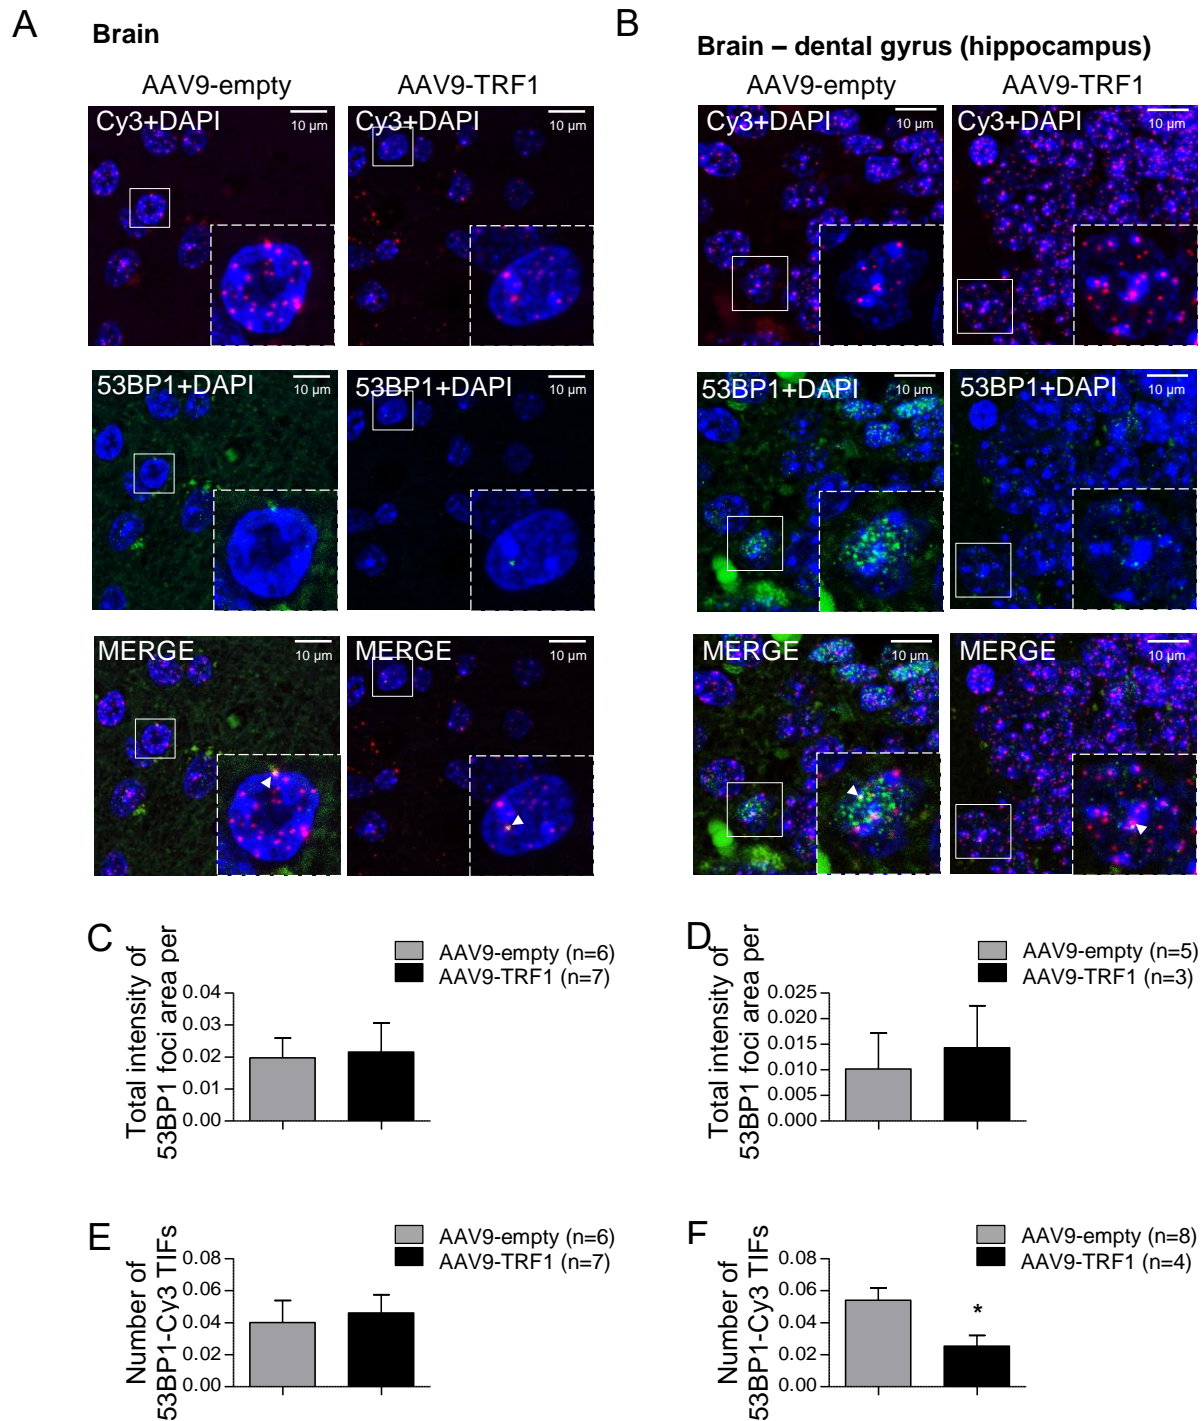 A
Brain
AAV9-empty
AAV9-TRF1
Cy3+DAPI
10 µm
Cy3+DAPI
10 µm
53BP1+DAPI
10 µm
53BP1+DAPI
10 µm
MERGE
10 µm
MERGE
10 µm
B
Brain – dental gyrus (hippocampus)
AAV9-empty
AAV9-TRF1
Cy3+DAPI
10 µm
Cy3+DAPI
10 µm
53BP1+DAPI
10 µm
53BP1+DAPI
10 µm
MERGE
10 µm
MERGE
10 µm
C
Total intensity of
53BP1 foci area per
AAV9-empty (n=6)
AAV9-TRF1 (n=7)
0.04
0.03
0.02
0.01
0.00
D
Total intensity of
53BP1 foci area per
AAV9-empty (n=5)
AAV9-TRF1 (n=3)
0.025
0.020
0.015
0.010
0.005
0.000
E
Number of
53BP1-Cy3 TIFs
AAV9-empty (n=6)
AAV9-TRF1 (n=7)
0.08
0.06
0.04
0.02
0.00
F
Number of
53BP1-Cy3 TIFs
AAV9-empty (n=8)
AAV9-TRF1 (n=4)
0.08
0.06
0.04
0.02
0.00
*